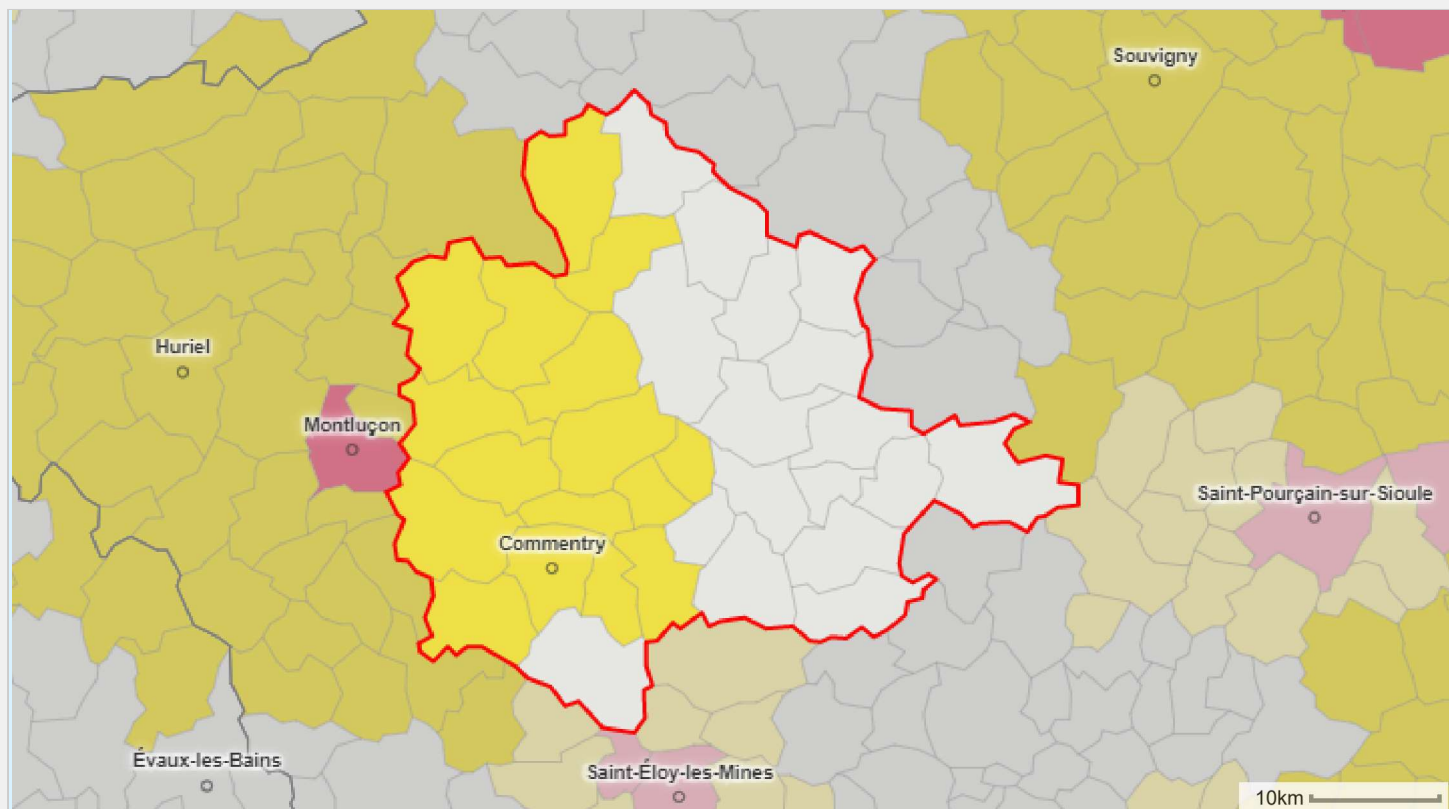 Souvigny
Huriel
Montluçon
Saint-Pourçain-sur-Sioule
Commentry
Évaux-les-Bains
Saint-Éloy-les-Mines
10km